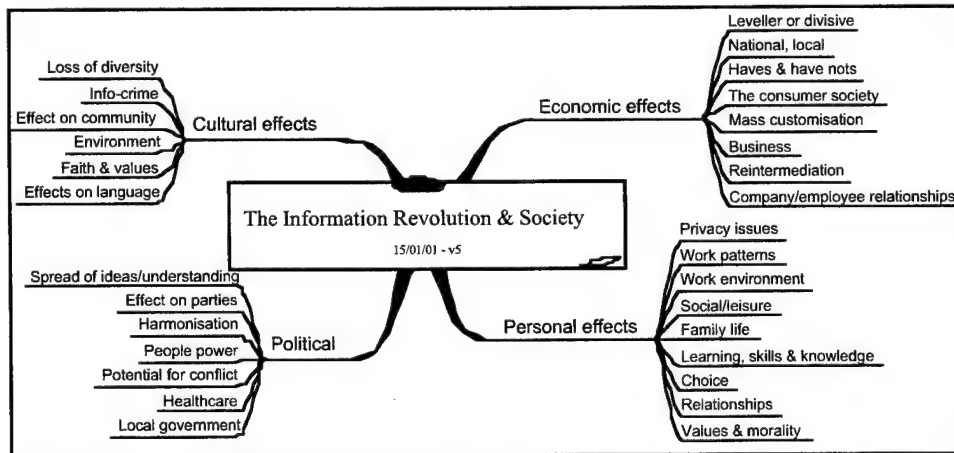 The Information Revolution & Society
15/01/01 - v5
Cultural effects
Loss of diversity
Info-crime
Effect on community
Environment
Faith & values
Effects on language
Economic effects
Leveller or divisive
National, local
Haves & have nots
The consumer society
Mass customisation
Business
Reintermediation
Company/employee relationships
Political
Spread of ideas/understanding
Effect on parties
Harmonisation
People power
Potential for conflict
Healthcare
Local government
Personal effects
Privacy issues
Work patterns
Work environment
Social/leisure
Family life
Learning, skills & knowledge
Choice
Relationships
Values & morality